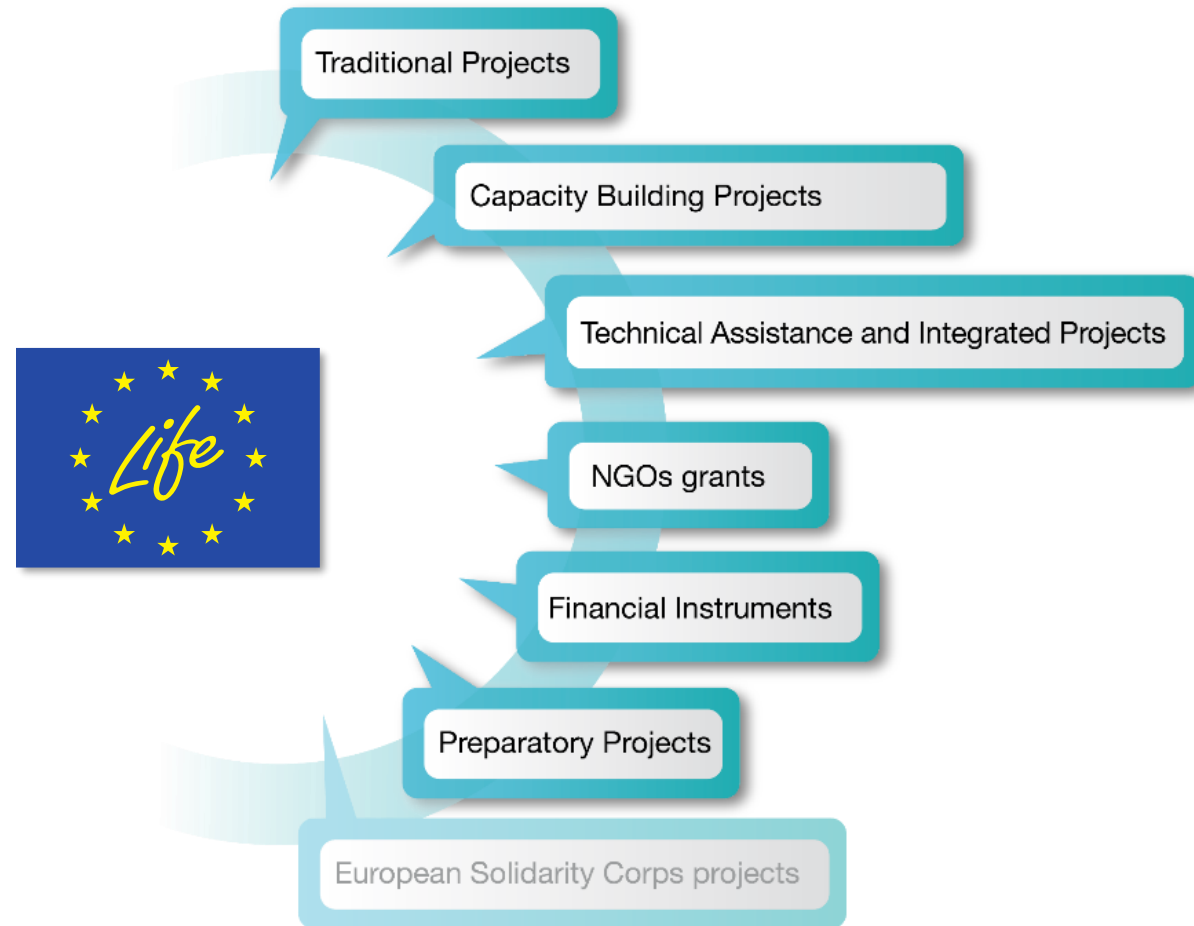 Traditional Projects
Capacity Building Projects
Technical Assistance and Integrated Projects
Life
NGOs grants
Financial Instruments
Preparatory Projects
European Solidarity Corps projects